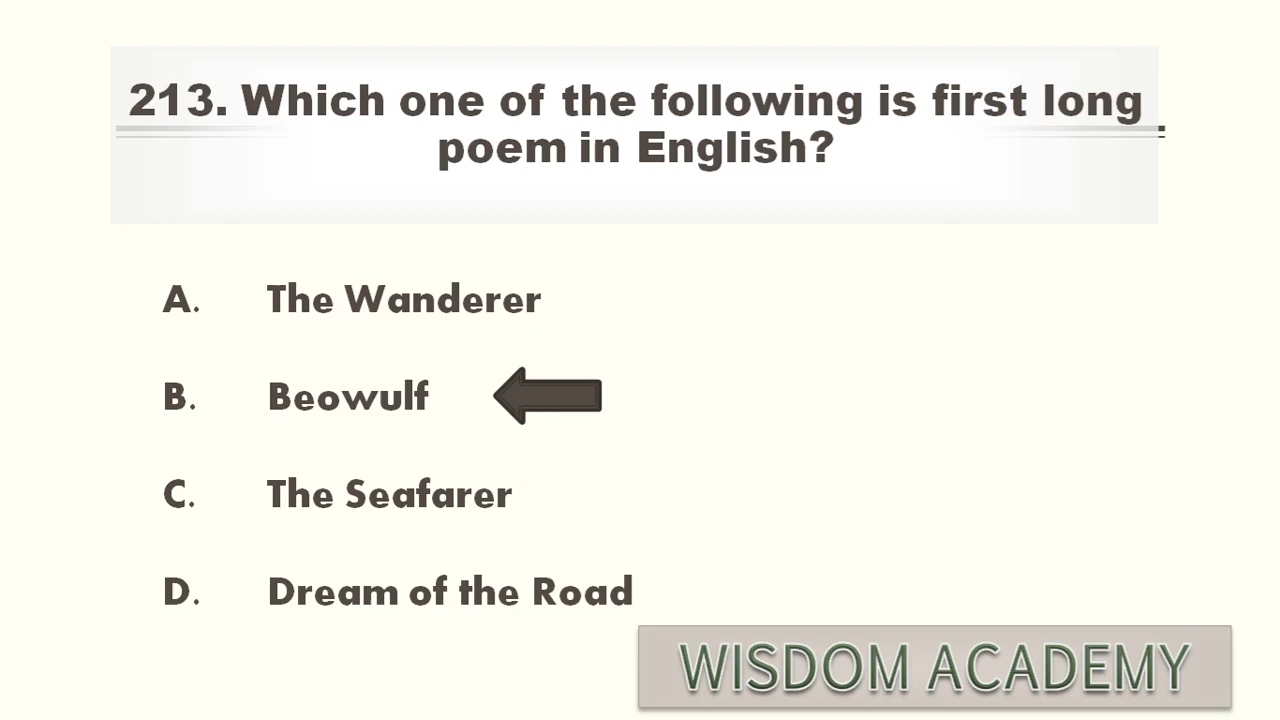 213. Which one of the following is first long
poem in English?
A. The Wanderer
B. Beowulf
C. The Seafarer
D. Dream of the Road
WISDOM ACADEMY